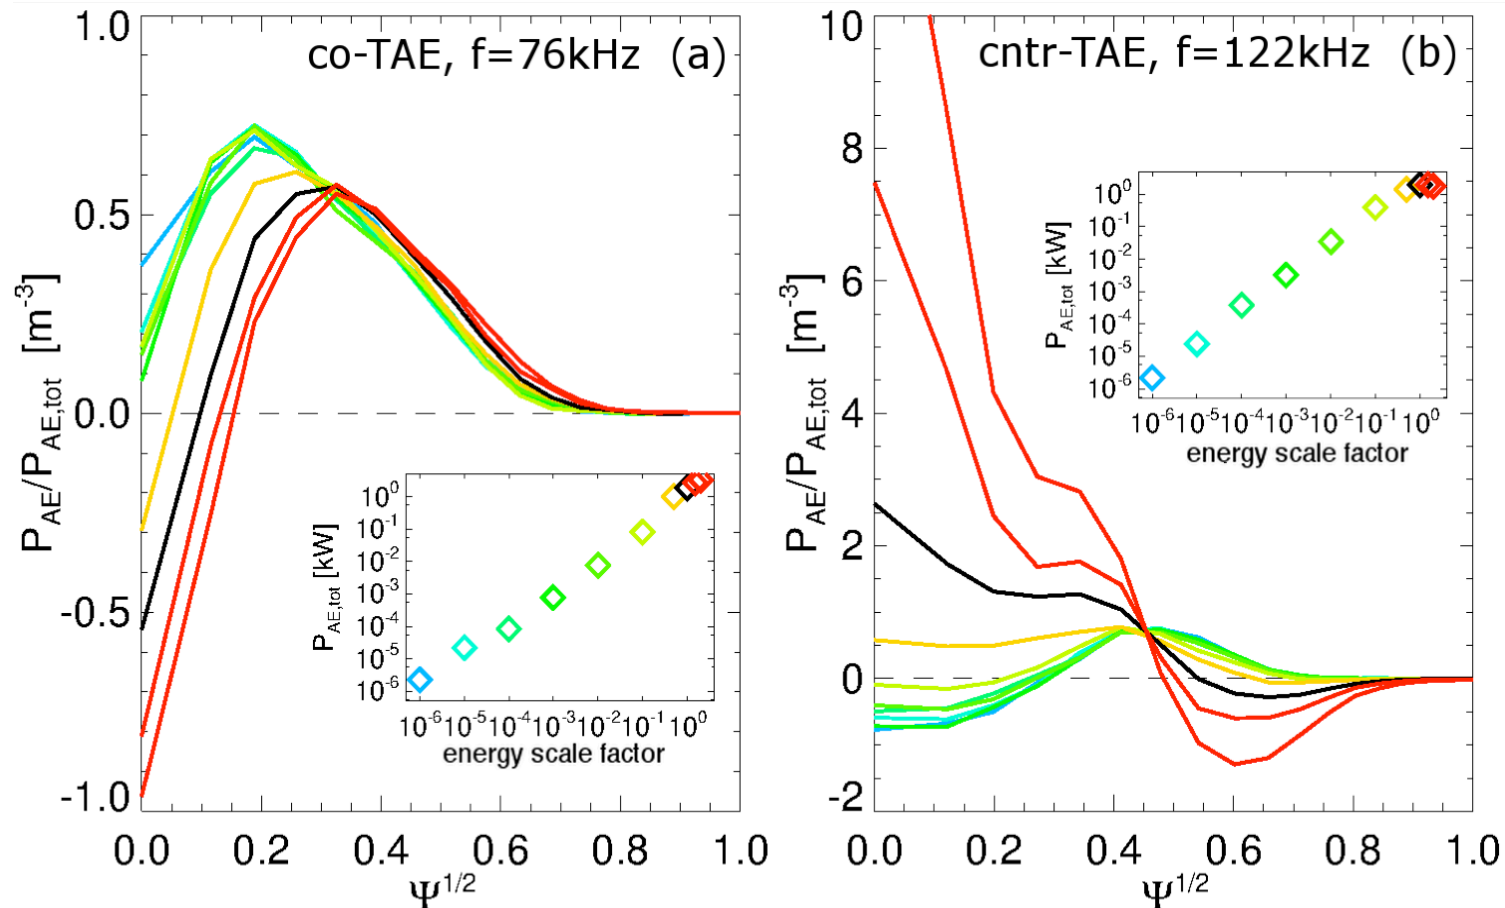 co-TAE, f=76kHz (a)
P_AE/P_AE,tot [m^-3]
1.0
0.5
0.0
-0.5
-1.0
0.0 0.2 0.4 0.6 0.8 1.0
Ψ^1/2
P_AE,tot [kW]
10^0
10^-1
10^-2
10^-3
10^-4
10^-5
10^-6
10^-6 10^-5 10^-4 10^-3 10^-2 10^-1 10^0
energy scale factor
cntr-TAE, f=122kHz (b)
P_AE/P_AE,tot [m^-3]
10
8
6
4
2
0
-2
0.0 0.2 0.4 0.6 0.8 1.0
Ψ^1/2
P_AE,tot [kW]
10^0
10^-1
10^-2
10^-3
10^-4
10^-5
10^-6
10^-6 10^-5 10^-4 10^-3 10^-2 10^-1 10^0
energy scale factor